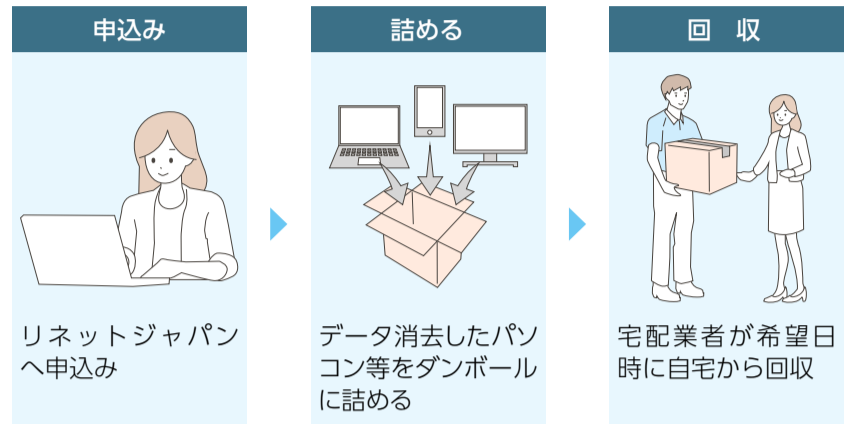 申込み
リネットジャパン
へ申込み
詰める
データ消去したパソ
コン等をダンボール
に詰める
回　収
宅配業者が希望日
時に自宅から回収